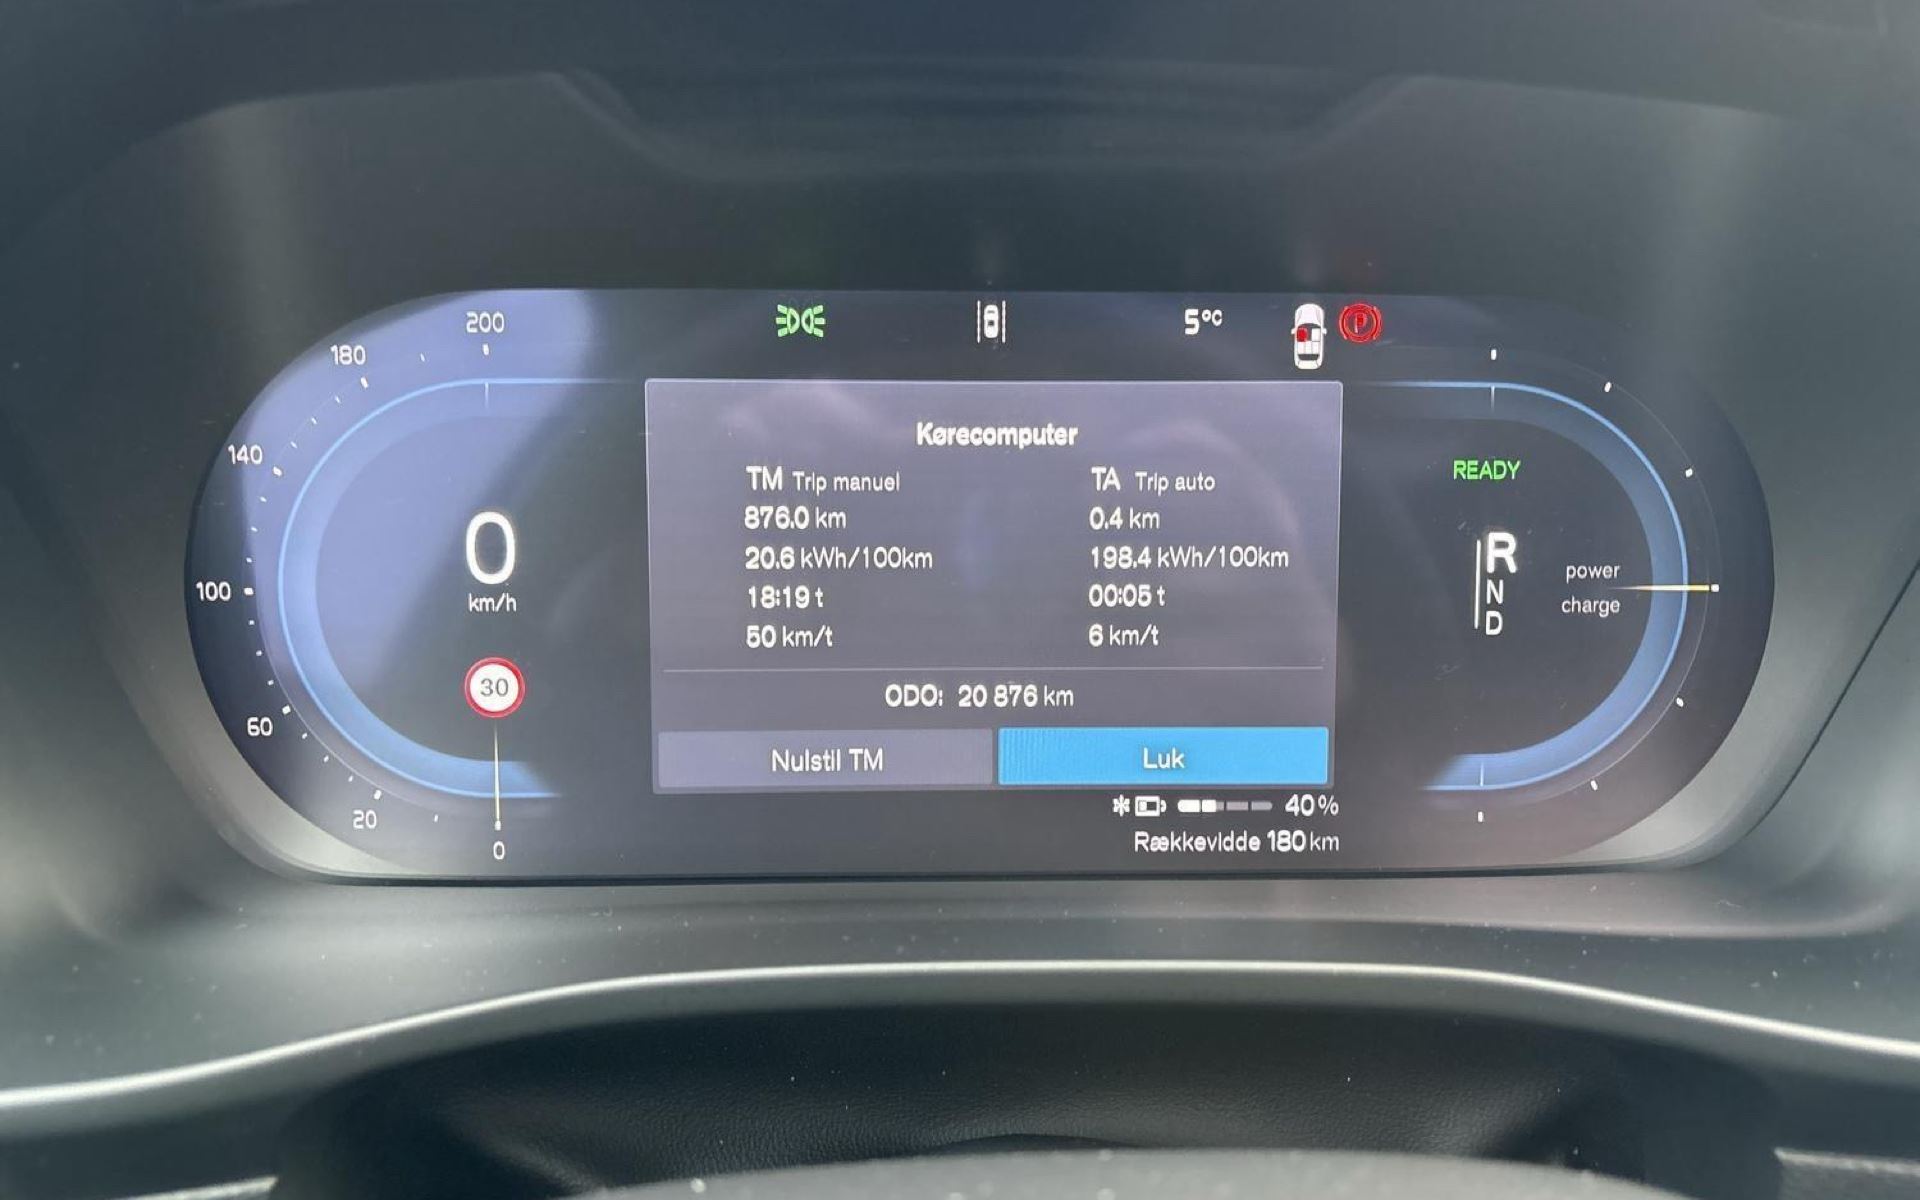 200
180
140
100
60
20
0
0
km/h
30
5°C
P
Kørecomputer
TM Trip manuel
876.0 km
20.6 kWh/100km
18:19 t
50 km/t
TA Trip auto
0.4 km
198.4 kWh/100km
00:05 t
6 km/t
ODO: 20 876 km
Nulstil TM
Luk
40%
Rækkevidde 180 km
READY
R
N
D
power
charge